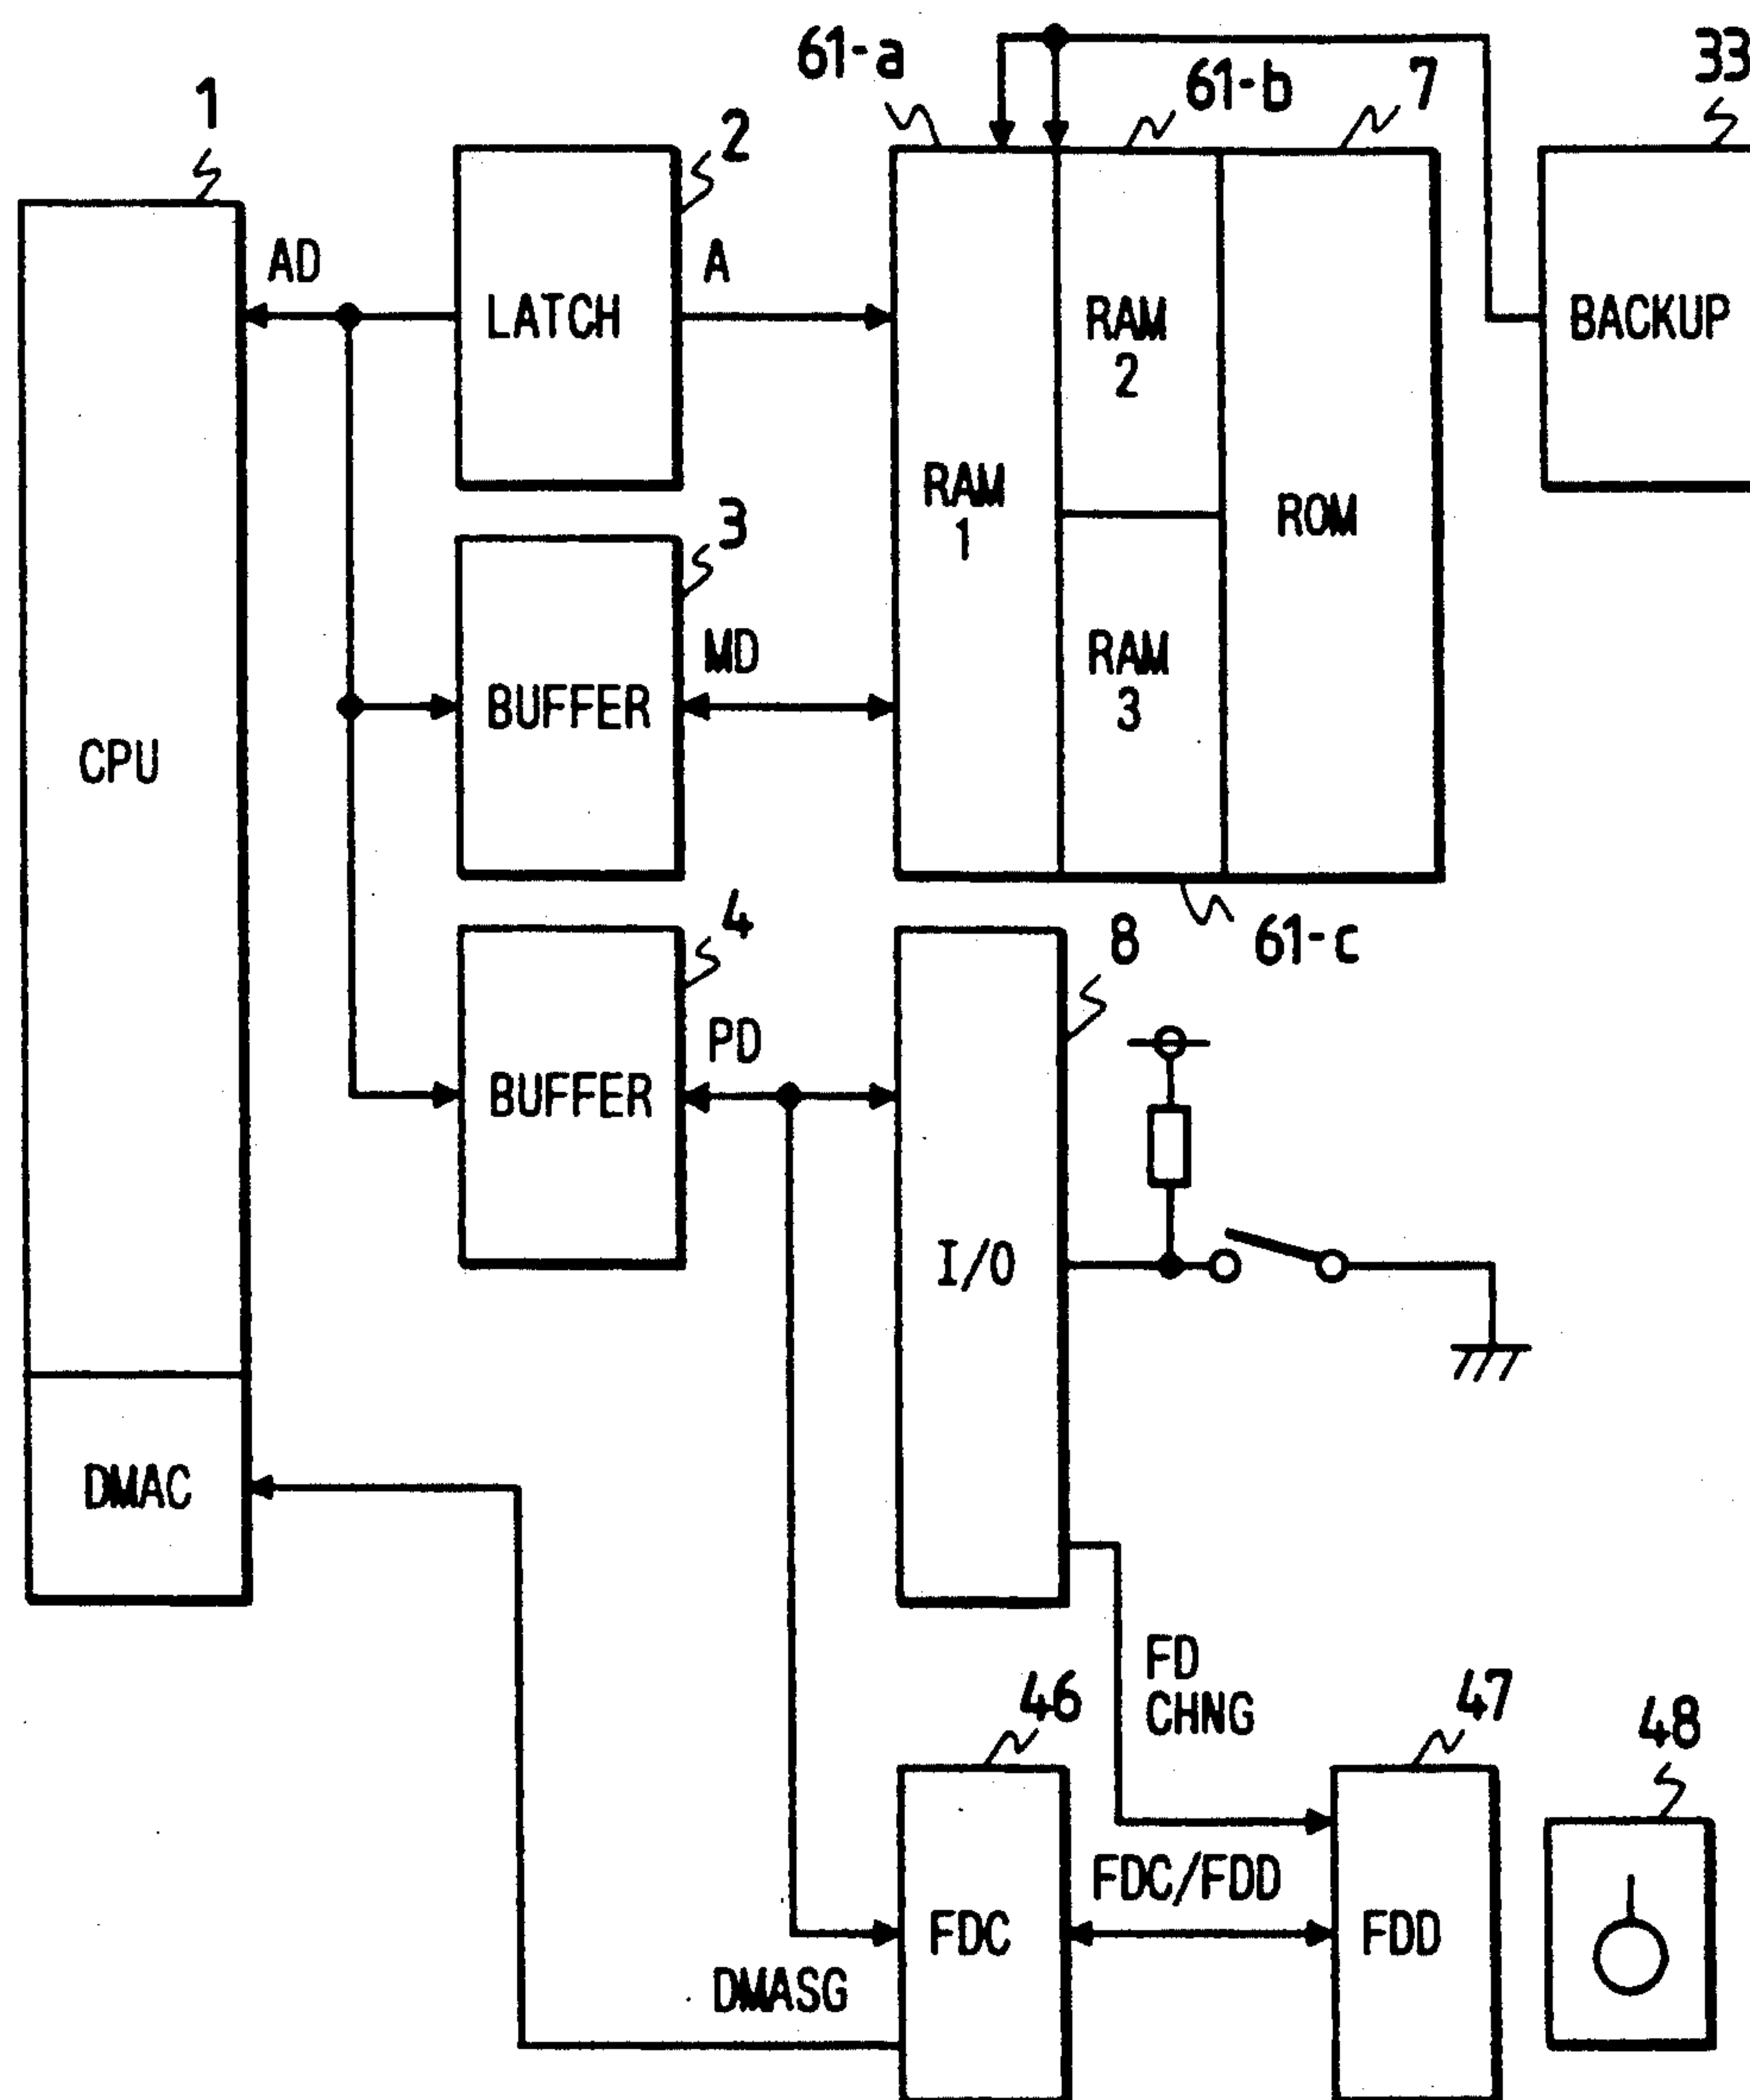 61-a
61-b
7
33
1
2
AD
A
LATCH
RAM
2
BACKUP
RAM
1
ROM
3
MD
BUFFER
RAM
3
CPU
4
8
61-c
PD
BUFFER
I/O
DMAC
FD
CHNG
46
47
48
FDC/FDD
FDC
FDD
DMASG